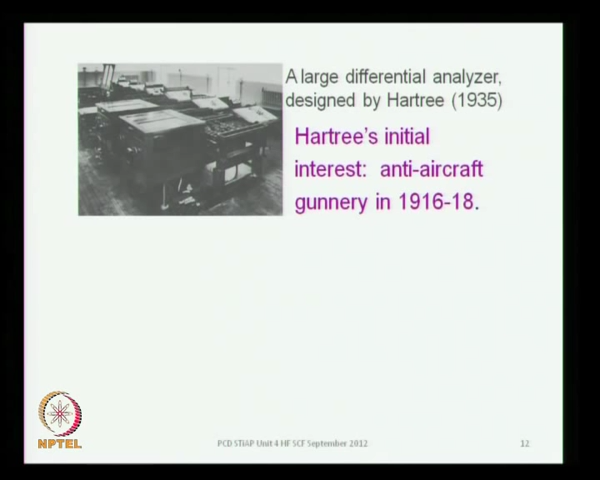 A large differential analyzer,
designed by Hartree (1935)
Hartree's initial
interest: anti-aircraft
gunnery in 1916-18.
NPTEL
PCD STiAP Unit 4 HF SCF September 2012
12